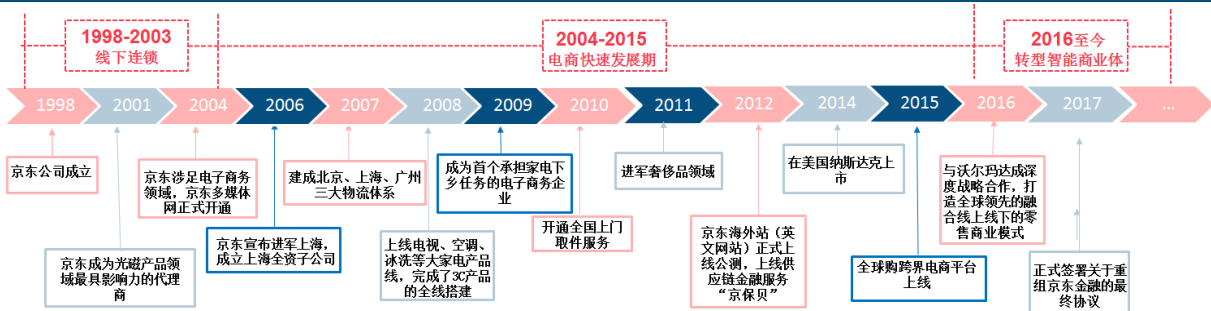 1998-2003
线下连锁
2004-2015
电商快速发展期
2016至今
转型智能商业体
1998
2001
2004
2006
2007
2008
2009
2010
2011
2012
2014
2015
2016
2017
...
京东公司成立
京东成为光磁产品领
域最具影响力的代理
商
京东涉足电子商务
领域，京东多媒体
网正式开通
京东宣布进军上海，
成立上海全资子公司
建成北京、上海、广州
三大物流体系
上线电视、空调、
冰洗等大家电产品
线，完成了3C产品
的全线搭建
成为首个承担家电下
乡任务的电子商务企
业
开通全国上门
取件服务
进军奢侈品领域
京东海外站（英
文网站）正式上
线公测，上线供
应链金融服务
“京保贝”
在美国纳斯达克上
市
全球购跨界电商平台
上线
与沃尔玛达成深
度战略合作，打
造全球领先的融
合线上线下的零
售商业模式
正式签署关于重
组京东金融的最
终协议